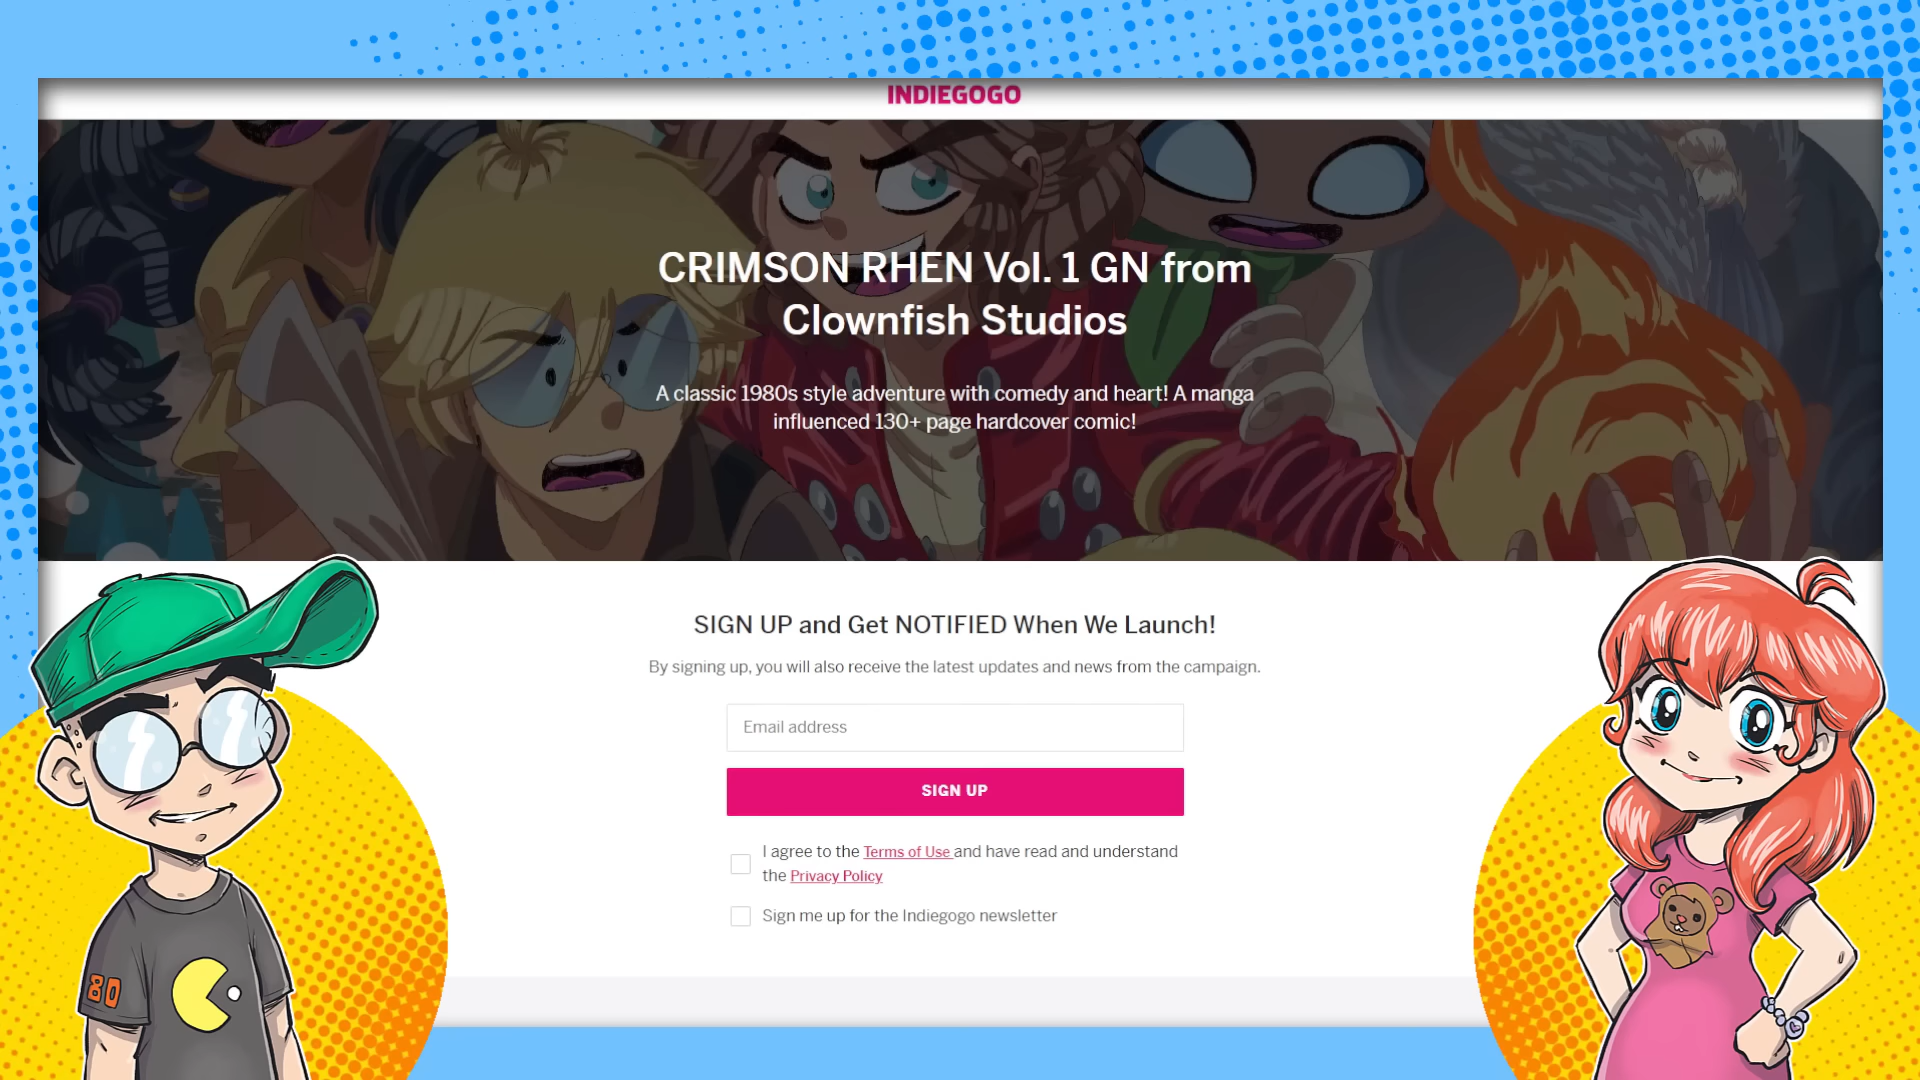 INDIEGOGO
CRIMSON RHEN Vol. 1 GN from
Clownfish Studios
A classic 1980s style adventure with comedy and heart! A manga
influenced 130+ page hardcover comic!
SIGN UP and Get NOTIFIED When We Launch!
By signing up, you will also receive the latest updates and news from the campaign.
Email address
SIGN UP
I agree to the Terms of Use and have read and understand
the Privacy Policy
Sign me up for the Indiegogo newsletter
80